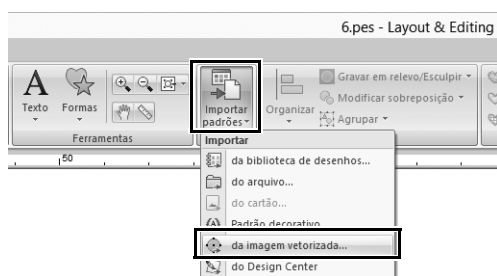 6.pes - Layout & Editing
Texto
Formas
Ferramentas
Importar
padrões
Organizar
Gravar em relevo/Esculpir
Modificar sobreposição
Agrupar
50
Importar
da biblioteca de desenhos...
do arquivo...
do cartão...
Padrão decorativo
da imagem vetorizada...
do Design Center